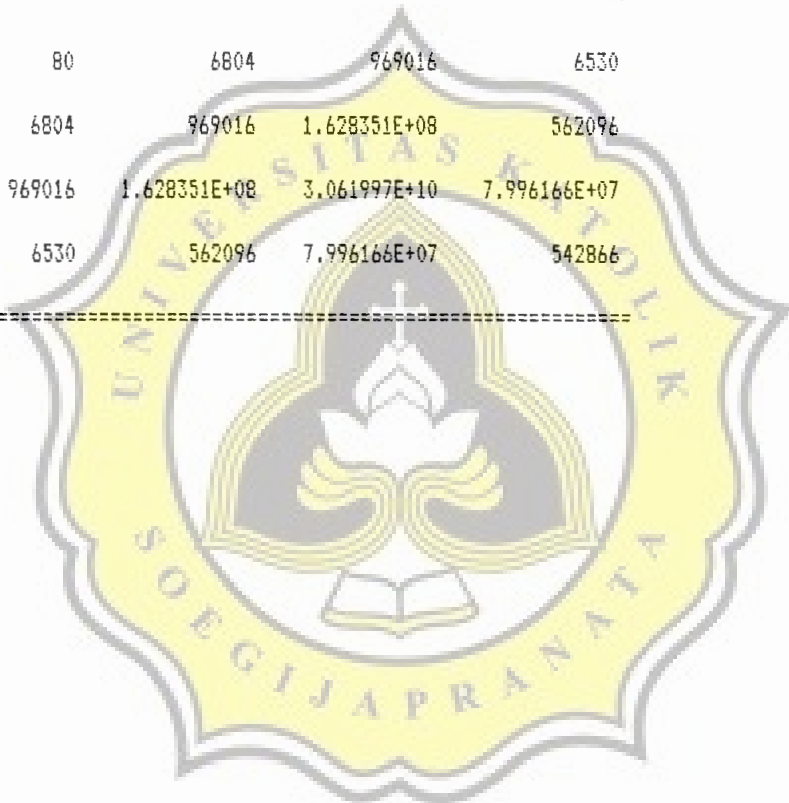 80 6804 969016 6530
6804 969016 1.628351E+08 562096
969016 1.628351E+08 3.061997E+10 7.996166E+07
6530 562096 7.996166E+07 542866
UNIVERSITAS KATOLIK
SOEGIJAPRANATA